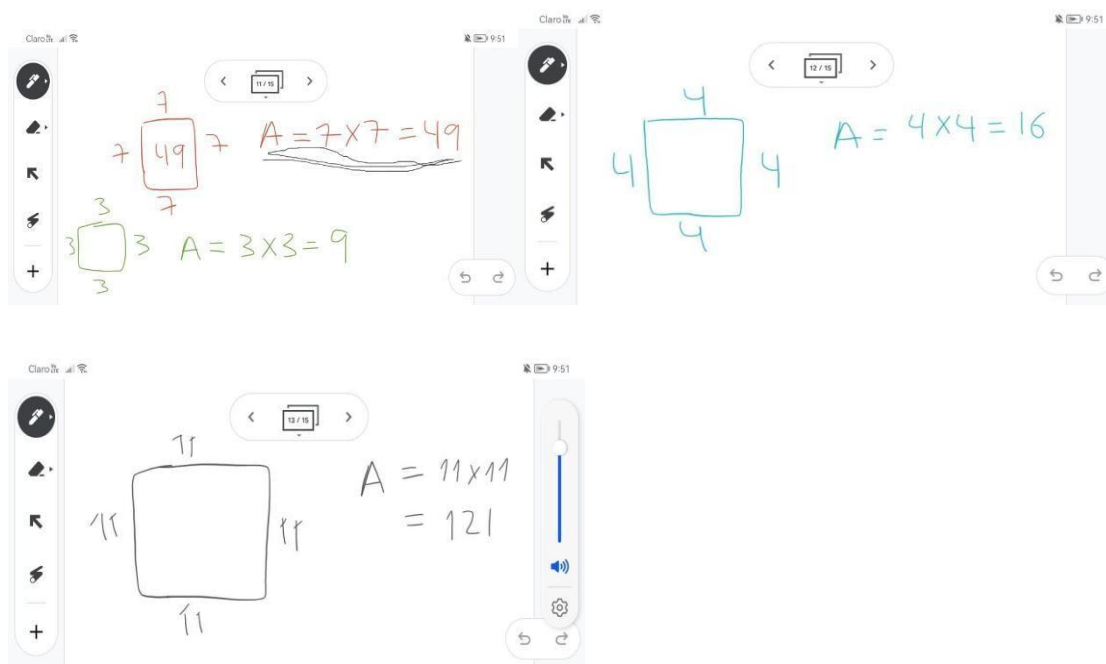 Claro 9:51
11 / 15
7
7 49 7 A = 7 x 7 = 49
7
3
3 3 A = 3 x 3 = 9
3
Claro 9:51
12 / 15
4
4 4 A = 4 x 4 = 16
4
Claro 9:51
13 / 15
11
11 11 A = 11 x 11
= 121
11